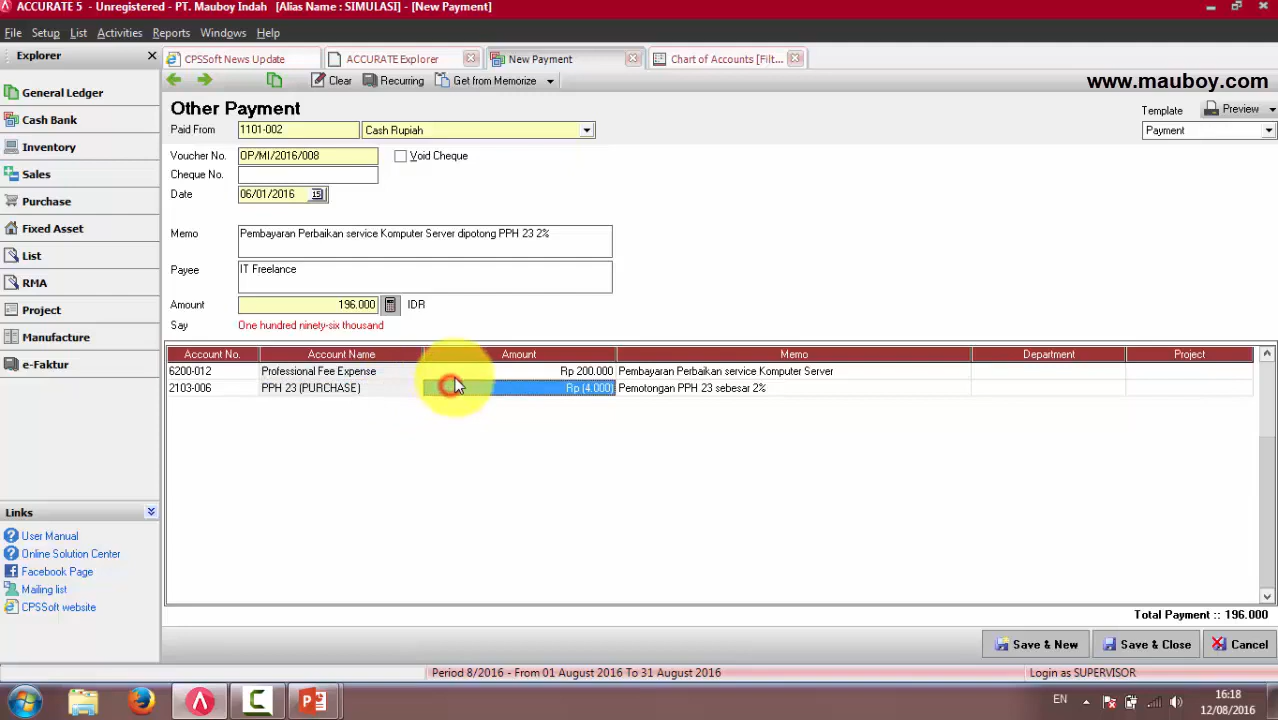 ACCURATE 5 - Unregistered - PT. Mauboy Indah [Alias Name : SIMULASI] - [New Payment]
File Setup List Activities Reports Windows Help
Explorer
CPSSoft News Update ACCURATE Explorer New Payment Chart of Accounts [Filt...
Clear Recurring Get from Memorize
www.mauboy.com
General Ledger
Cash Bank
Inventory
Sales
Purchase
Fixed Asset
List
RMA
Project
Manufacture
e-Faktur
Links
User Manual
Online Solution Center
Facebook Page
Mailing list
CPSSoft website
Other Payment
Template Preview
Payment
Paid From 1101-002 Cash Rupiah
Voucher No. OP/MI/2016/008 Void Cheque
Cheque No.
Date 06/01/2016 15
Memo Pembayaran Perbaikan service Komputer Server dipotong PPH 23 2%
Payee IT Freelance
Amount 196.000 IDR
Say One hundred ninety-six thousand
Account No. Account Name Amount Memo Department Project
6200-012 Professional Fee Expense Rp 200.000 Pembayaran Perbaikan service Komputer Server
2103-006 PPH 23 (PURCHASE) Rp (4.000) Pemotongan PPH 23 sebesar 2%
Total Payment :: 196.000
Save & New Save & Close Cancel
Period 8/2016 - From 01 August 2016 To 31 August 2016 Login as SUPERVISOR
EN 16:18
12/08/2016